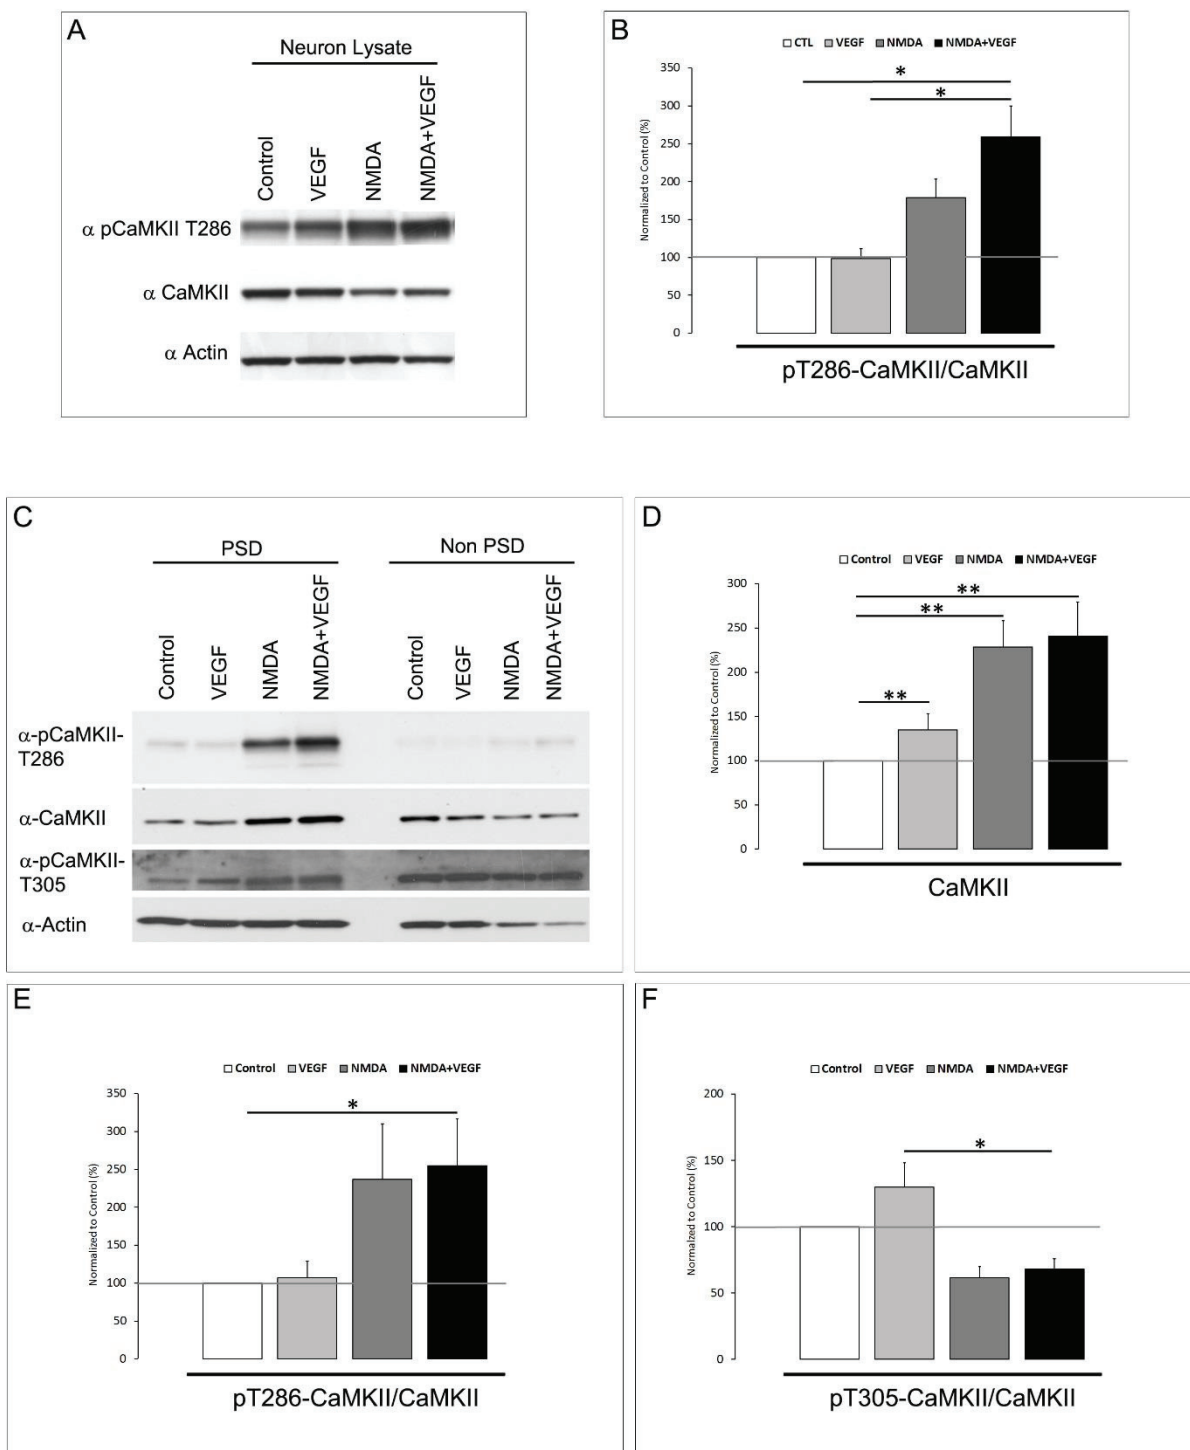 A
Neuron Lysate
Control
VEGF
NMDA
NMDA+VEGF
α pCaMKII T286
α CaMKII
α Actin
B
CTL VEGF NMDA NMDA+VEGF
Normalized to Control (%)
350
300
250
200
150
100
50
0
*
*
pT286-CaMKII/CaMKII
C
PSD
Non PSD
Control
VEGF
NMDA
NMDA+VEGF
Control
VEGF
NMDA
NMDA+VEGF
α-pCaMKII-
T286
α-CaMKII
α-pCaMKII-
T305
α-Actin
D
Control VEGF NMDA NMDA+VEGF
Normalized to Control (%)
300
250
200
150
100
50
0
**
**
**
CaMKII
E
Control VEGF NMDA NMDA+VEGF
Normalized to Control (%)
350
300
250
200
150
100
50
0
*
pT286-CaMKII/CaMKII
F
Control VEGF NMDA NMDA+VEGF
Normalized to Control (%)
200
150
100
50
0
*
pT305-CaMKII/CaMKII